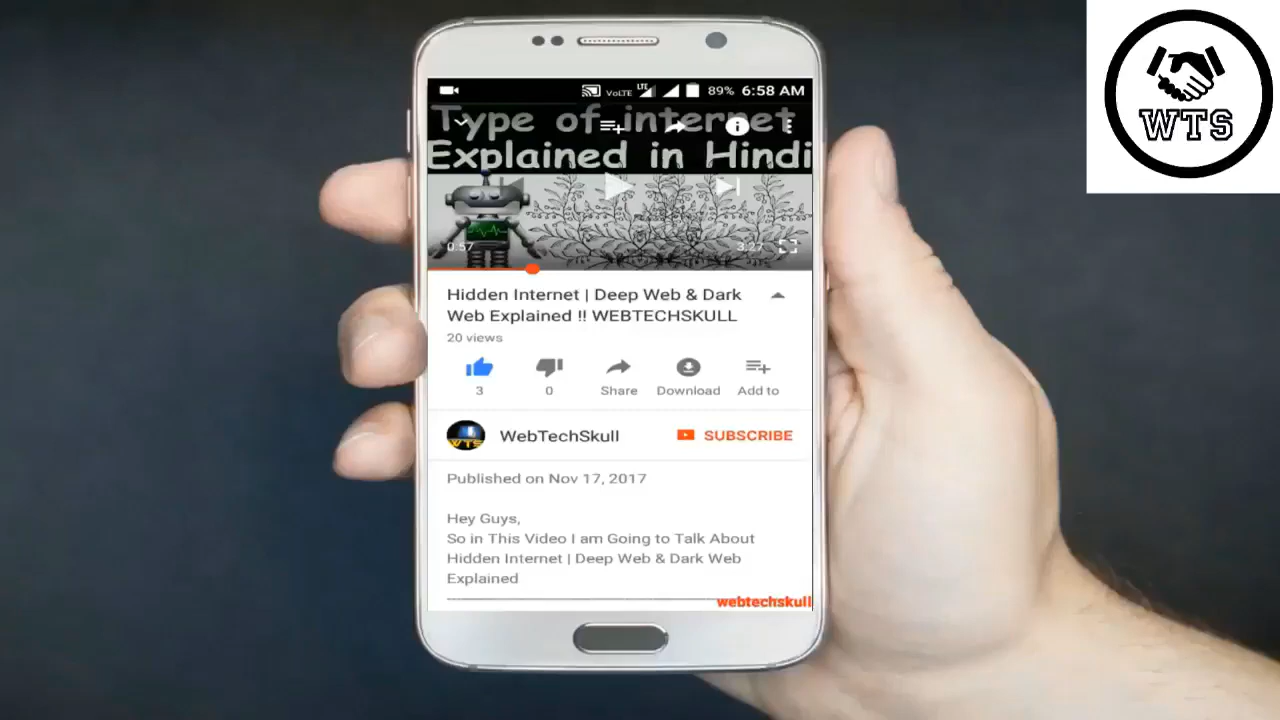 VoLTE LTE 89% 6:58 AM
Type of internet
Explained in Hindi
0:57
3:27
Hidden Internet | Deep Web & Dark
Web Explained !! WEBTECHSKULL
20 views
3
0
Share
Download
Add to
WTS
WebTechSkull
SUBSCRIBE
Published on Nov 17, 2017
Hey Guys,
So in This Video I am Going to Talk About
Hidden Internet | Deep Web & Dark Web
Explained
webtechskull
WTS